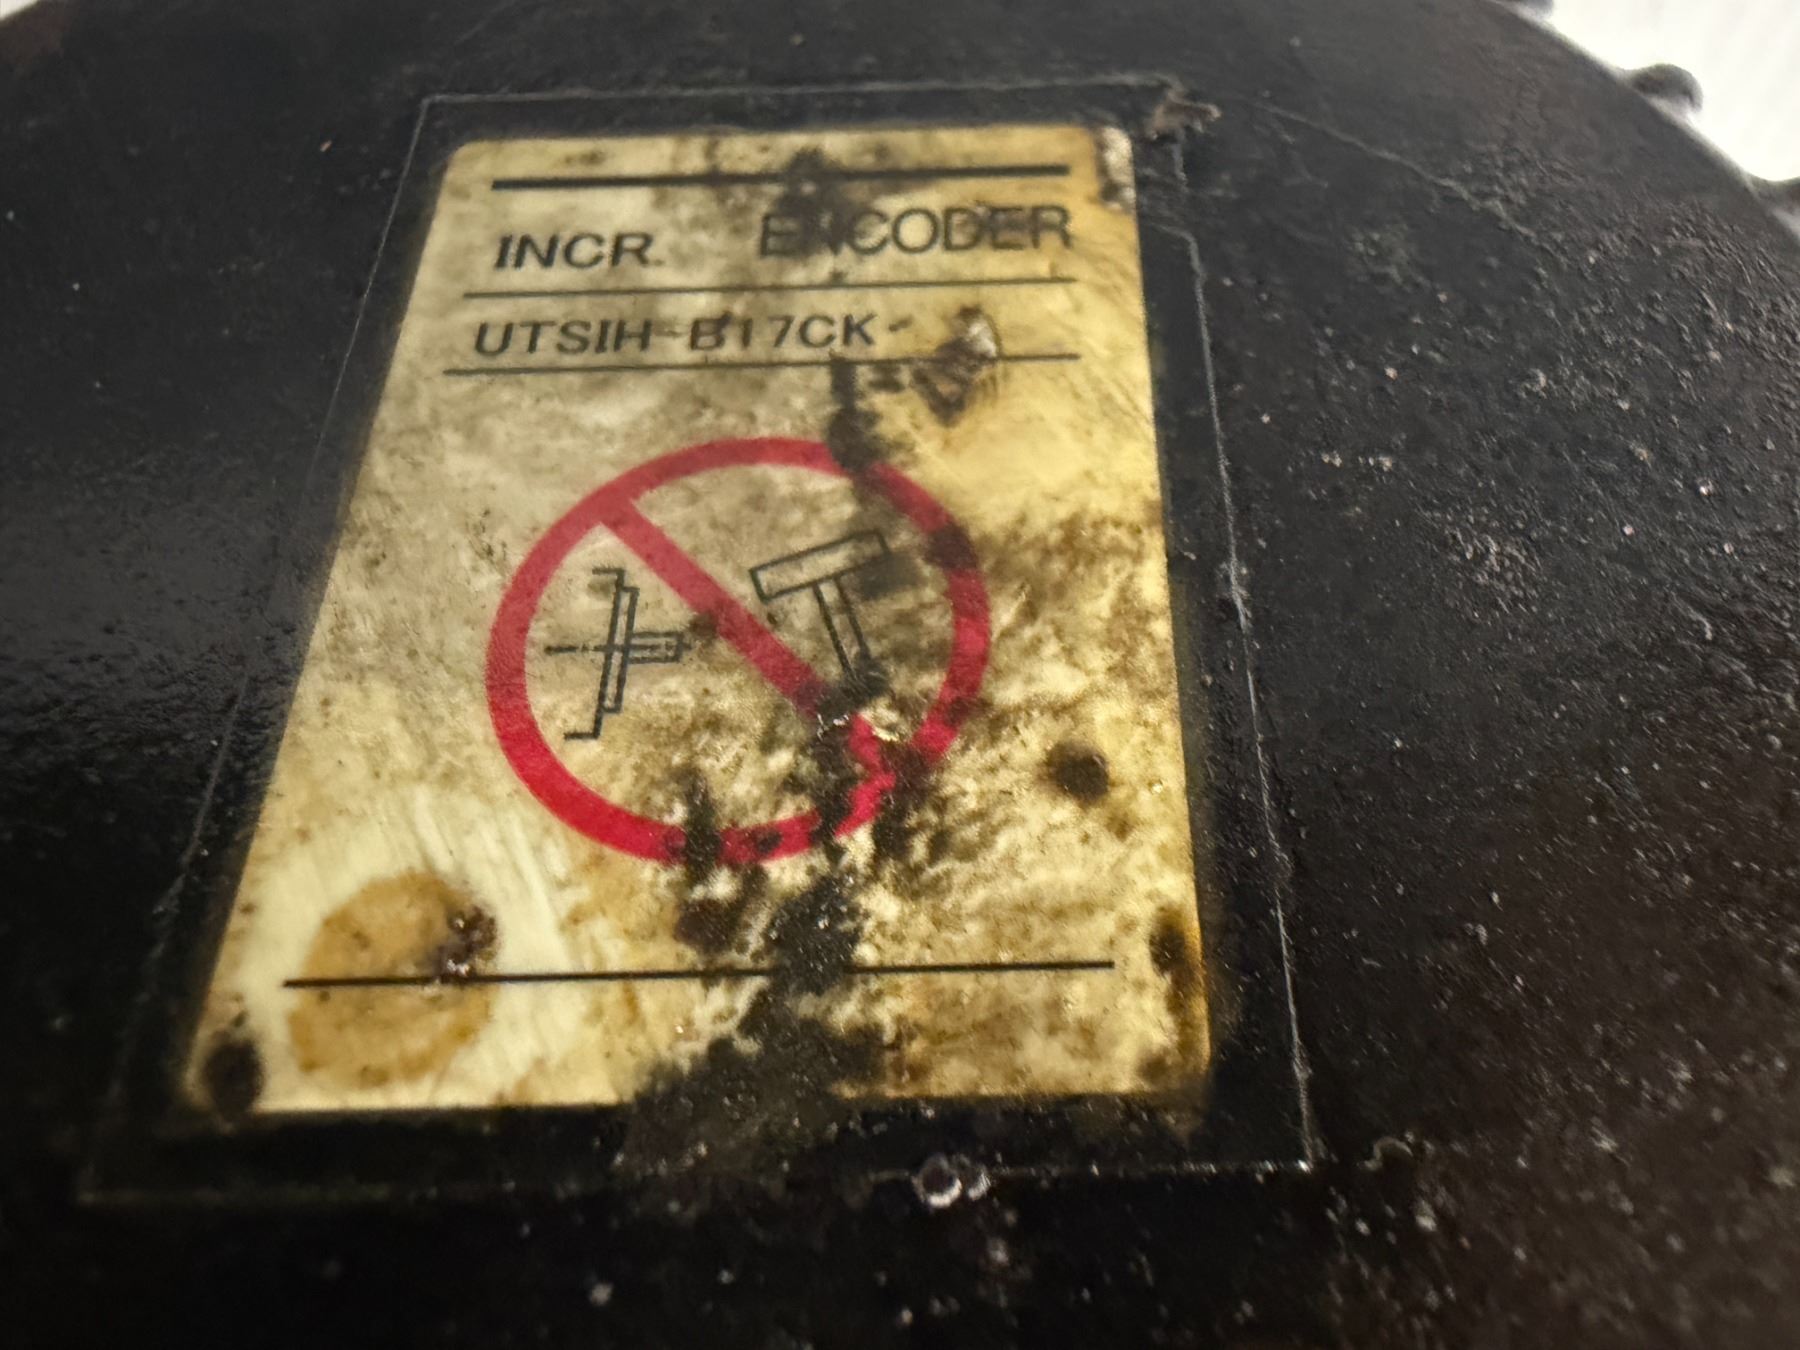 INCR. ENCODER
UTSIH-B17CK-